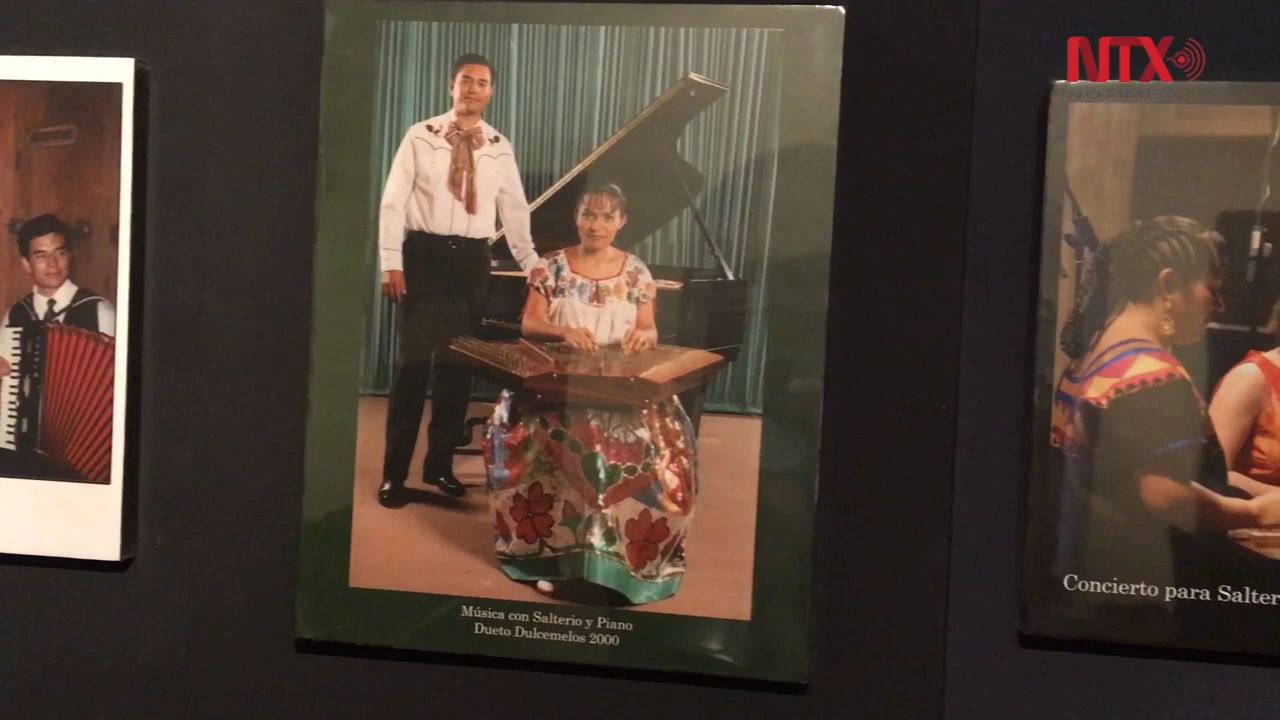 NTX
NOTIMEX
Música con Salterio y Piano
Dueto Dulcemelos 2000
Concierto para Salter